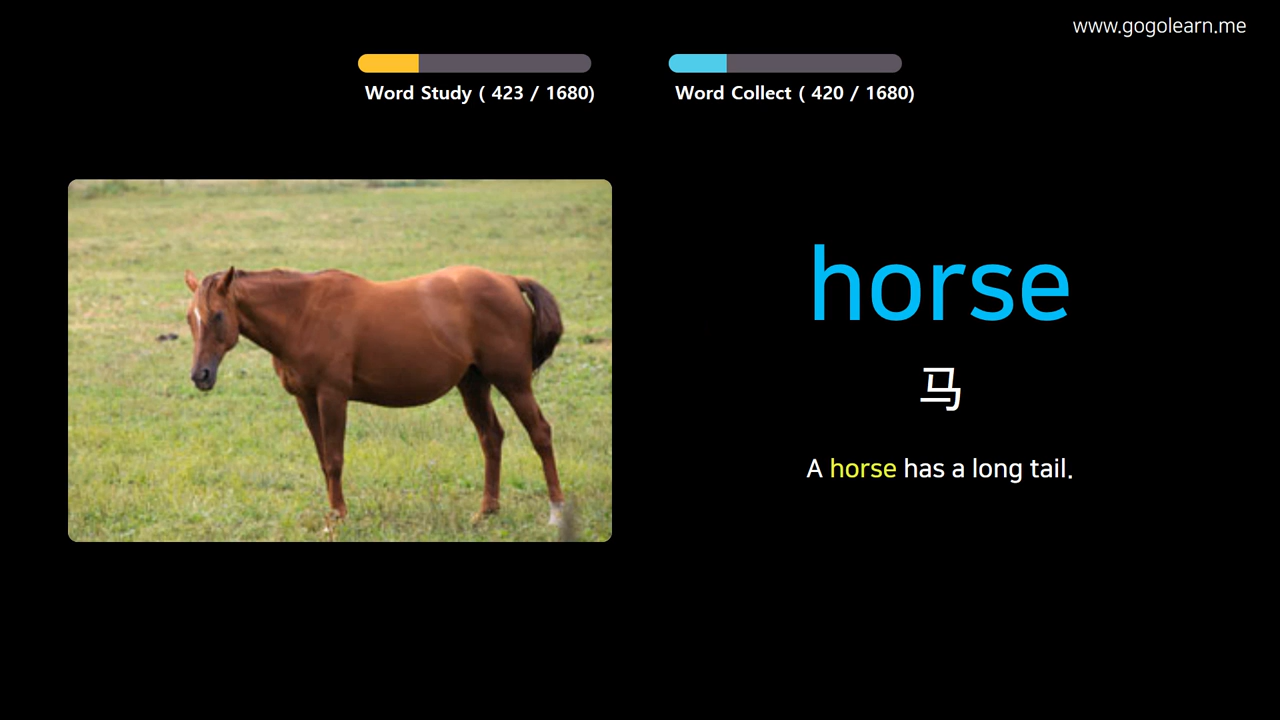 www.gogolearn.me
Word Study ( 423 / 1680)
Word Collect ( 420 / 1680)
horse
马
A horse has a long tail.